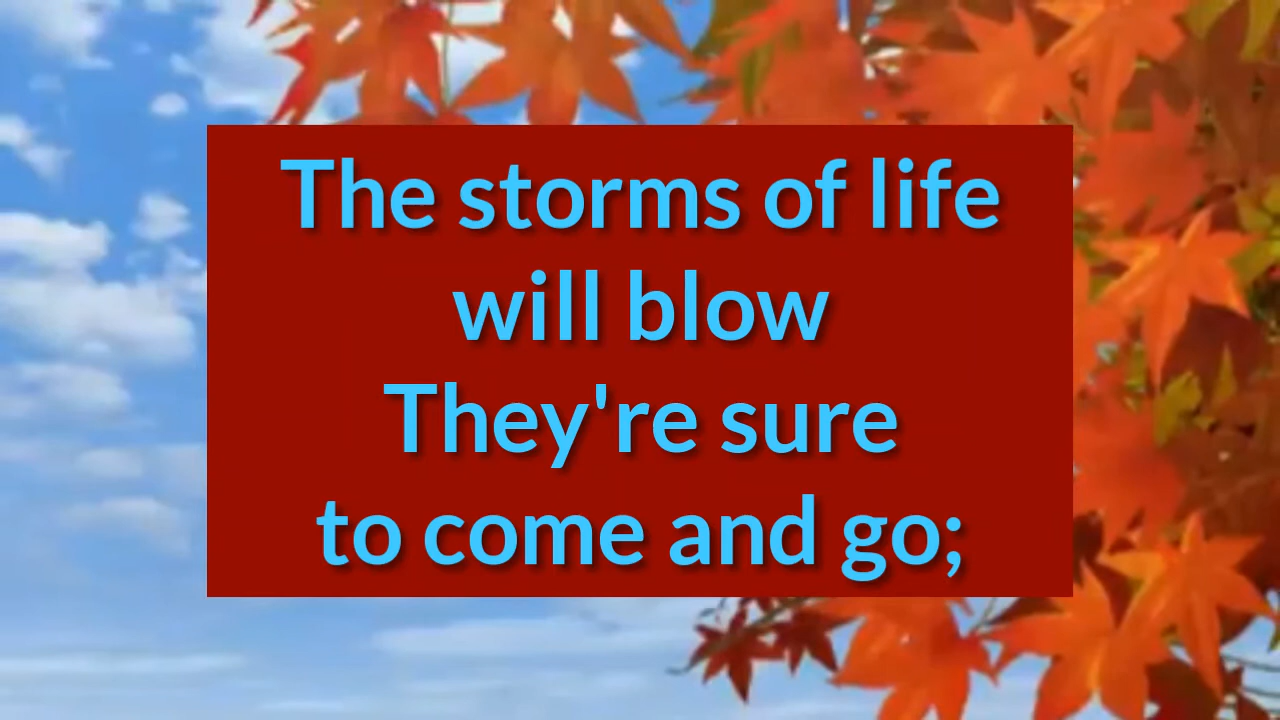 The storms of life
will blow
They're sure
to come and go;